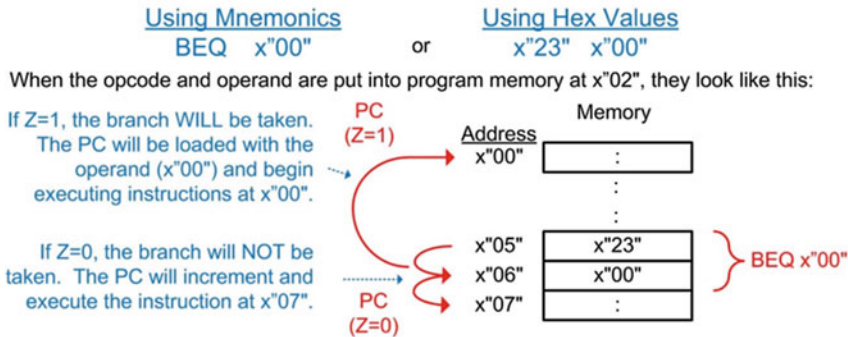 Using Mnemonics Using Hex Values
BEQ x"00" or x"23" x"00"
When the opcode and operand are put into program memory at x"02", they look like this:
If Z=1, the branch WILL be taken.
The PC will be loaded with the
operand (x"00") and begin
executing instructions at x"00".
PC
(Z=1)
Memory
Address
x"00" :
:
:
If Z=0, the branch will NOT be
taken. The PC will increment and
execute the instruction at x"07".
PC
(Z=0)
x"05" x"23"
x"06" x"00"
x"07" :
BEQ x"00"